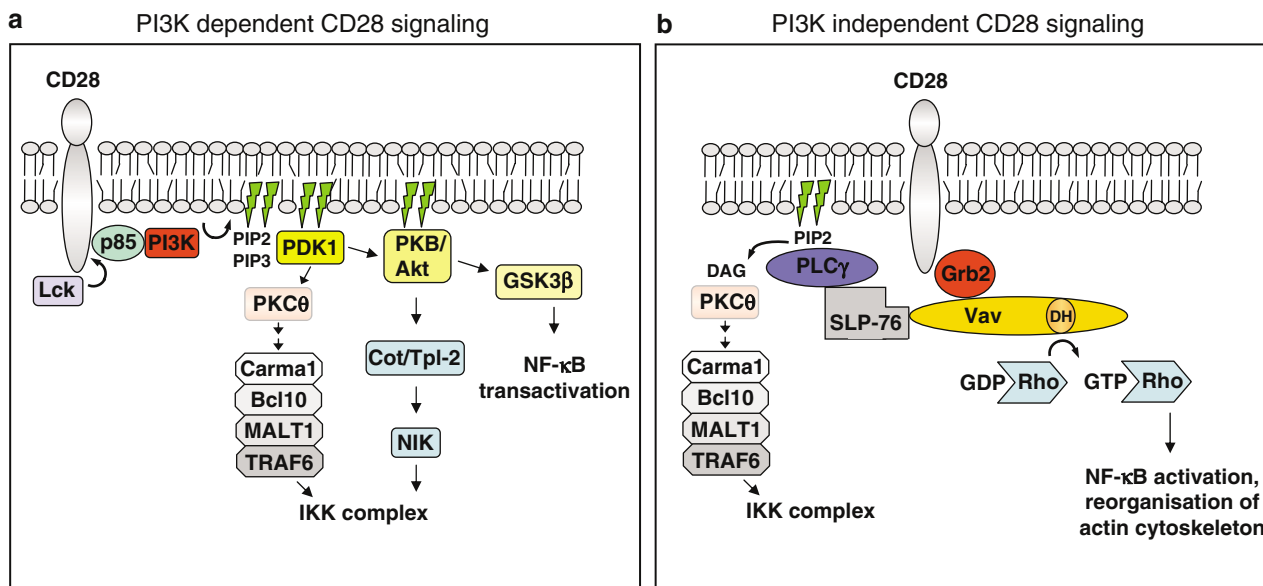 a
PI3K dependent CD28 signaling
CD28
p85
PI3K
Lck
PIP2
PIP3
PDK1
PKB/
Akt
GSK3β
PKCθ
Carma1
Bcl10
MALT1
TRAF6
Cot/Tpl-2
NIK
NF-κB
transactivation
IKK complex
b
PI3K independent CD28 signaling
CD28
PIP2
DAG
PLCγ
PKCθ
SLP-76
Grb2
Vav
DH
Carma1
Bcl10
MALT1
TRAF6
IKK complex
GDP Rho
GTP Rho
NF-κB activation,
reorganisation of
actin cytoskeleton